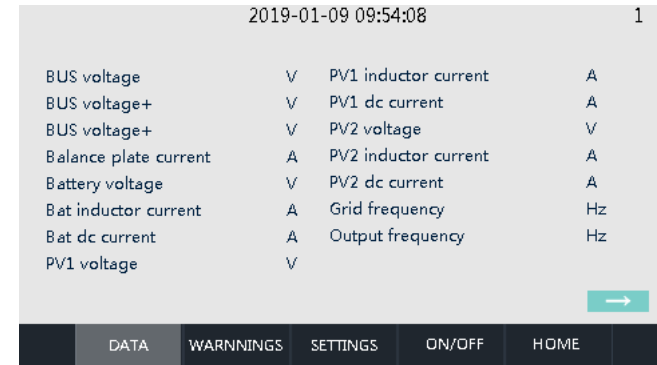 2019-01-09 09:54:08 1
BUS voltage V PV1 inductor current A
BUS voltage+ V PV1 dc current A
BUS voltage+ V PV2 voltage V
Balance plate current A PV2 inductor current A
Battery voltage V PV2 dc current A
Bat inductor current A Grid frequency Hz
Bat dc current A Output frequency Hz
PV1 voltage V
→
DATA WARNNINGS SETTINGS ON/OFF HOME